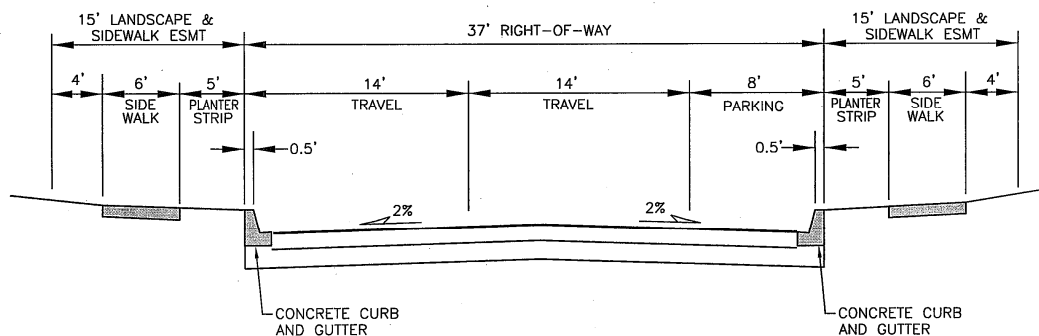 15' LANDSCAPE &
SIDEWALK ESMT
37' RIGHT-OF-WAY
15' LANDSCAPE &
SIDEWALK ESMT
4'
6'
SIDE
WALK
5'
PLANTER
STRIP
14'
TRAVEL
14'
TRAVEL
8'
PARKING
5'
PLANTER
STRIP
6'
SIDE
WALK
4'
0.5'
0.5'
2%
2%
CONCRETE CURB
AND GUTTER
CONCRETE CURB
AND GUTTER